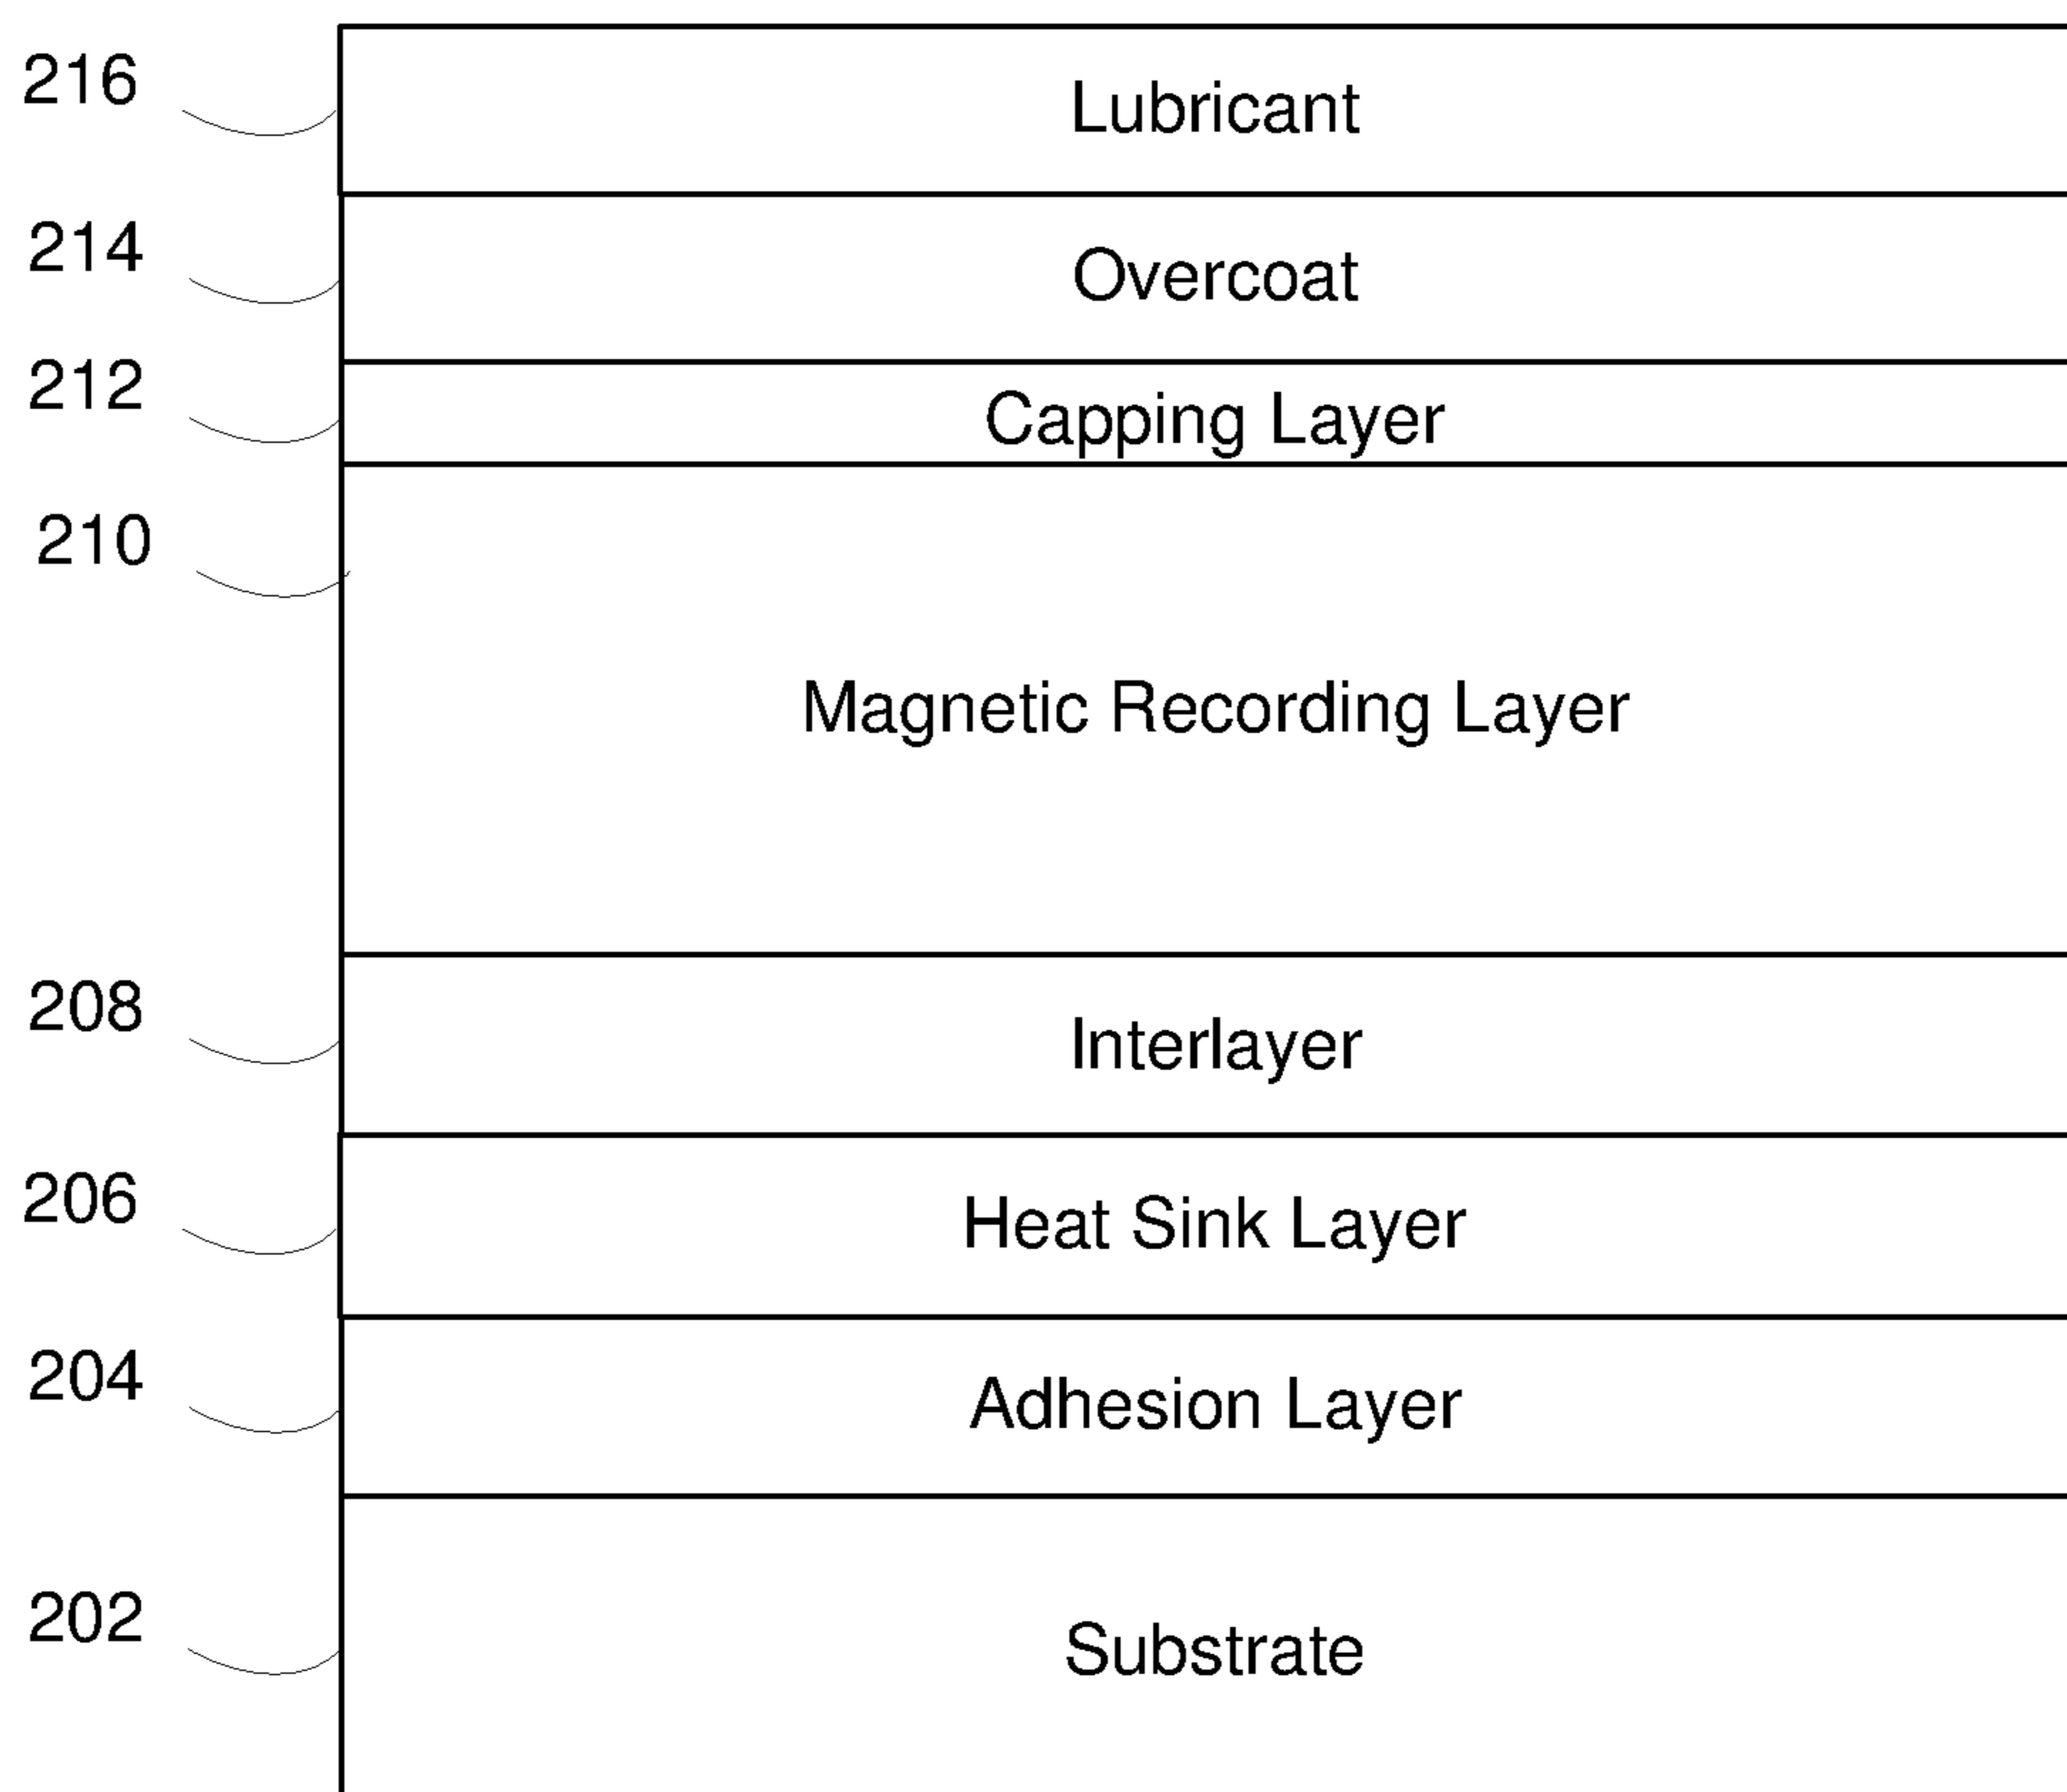 216
Lubricant
214
Overcoat
212
Capping Layer
210
Magnetic Recording Layer
208
Interlayer
206
Heat Sink Layer
204
Adhesion Layer
202
Substrate